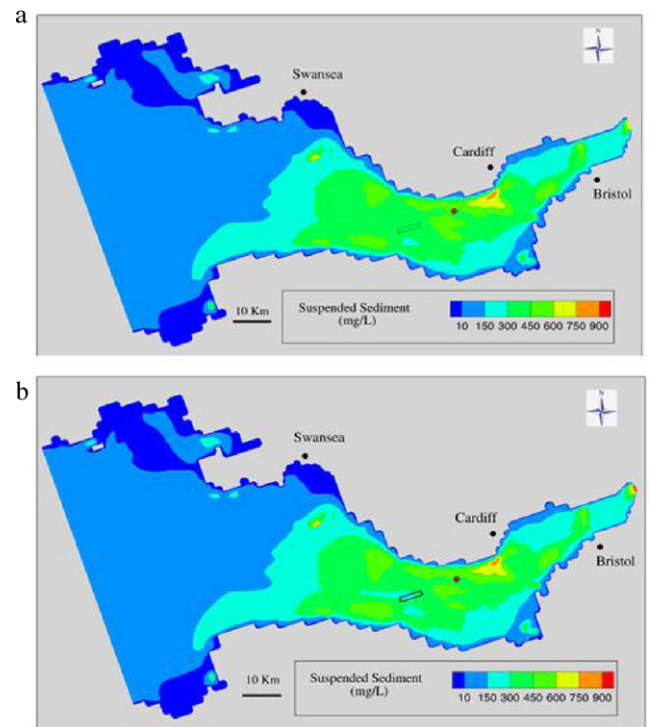 a
Swansea
Cardiff
Bristol
10 Km
Suspended Sediment
(mg/L)
10 150 300 450 600 750 900
b
Swansea
Cardiff
Bristol
10 Km
Suspended Sediment
(mg/L)
10 150 300 450 600 750 900